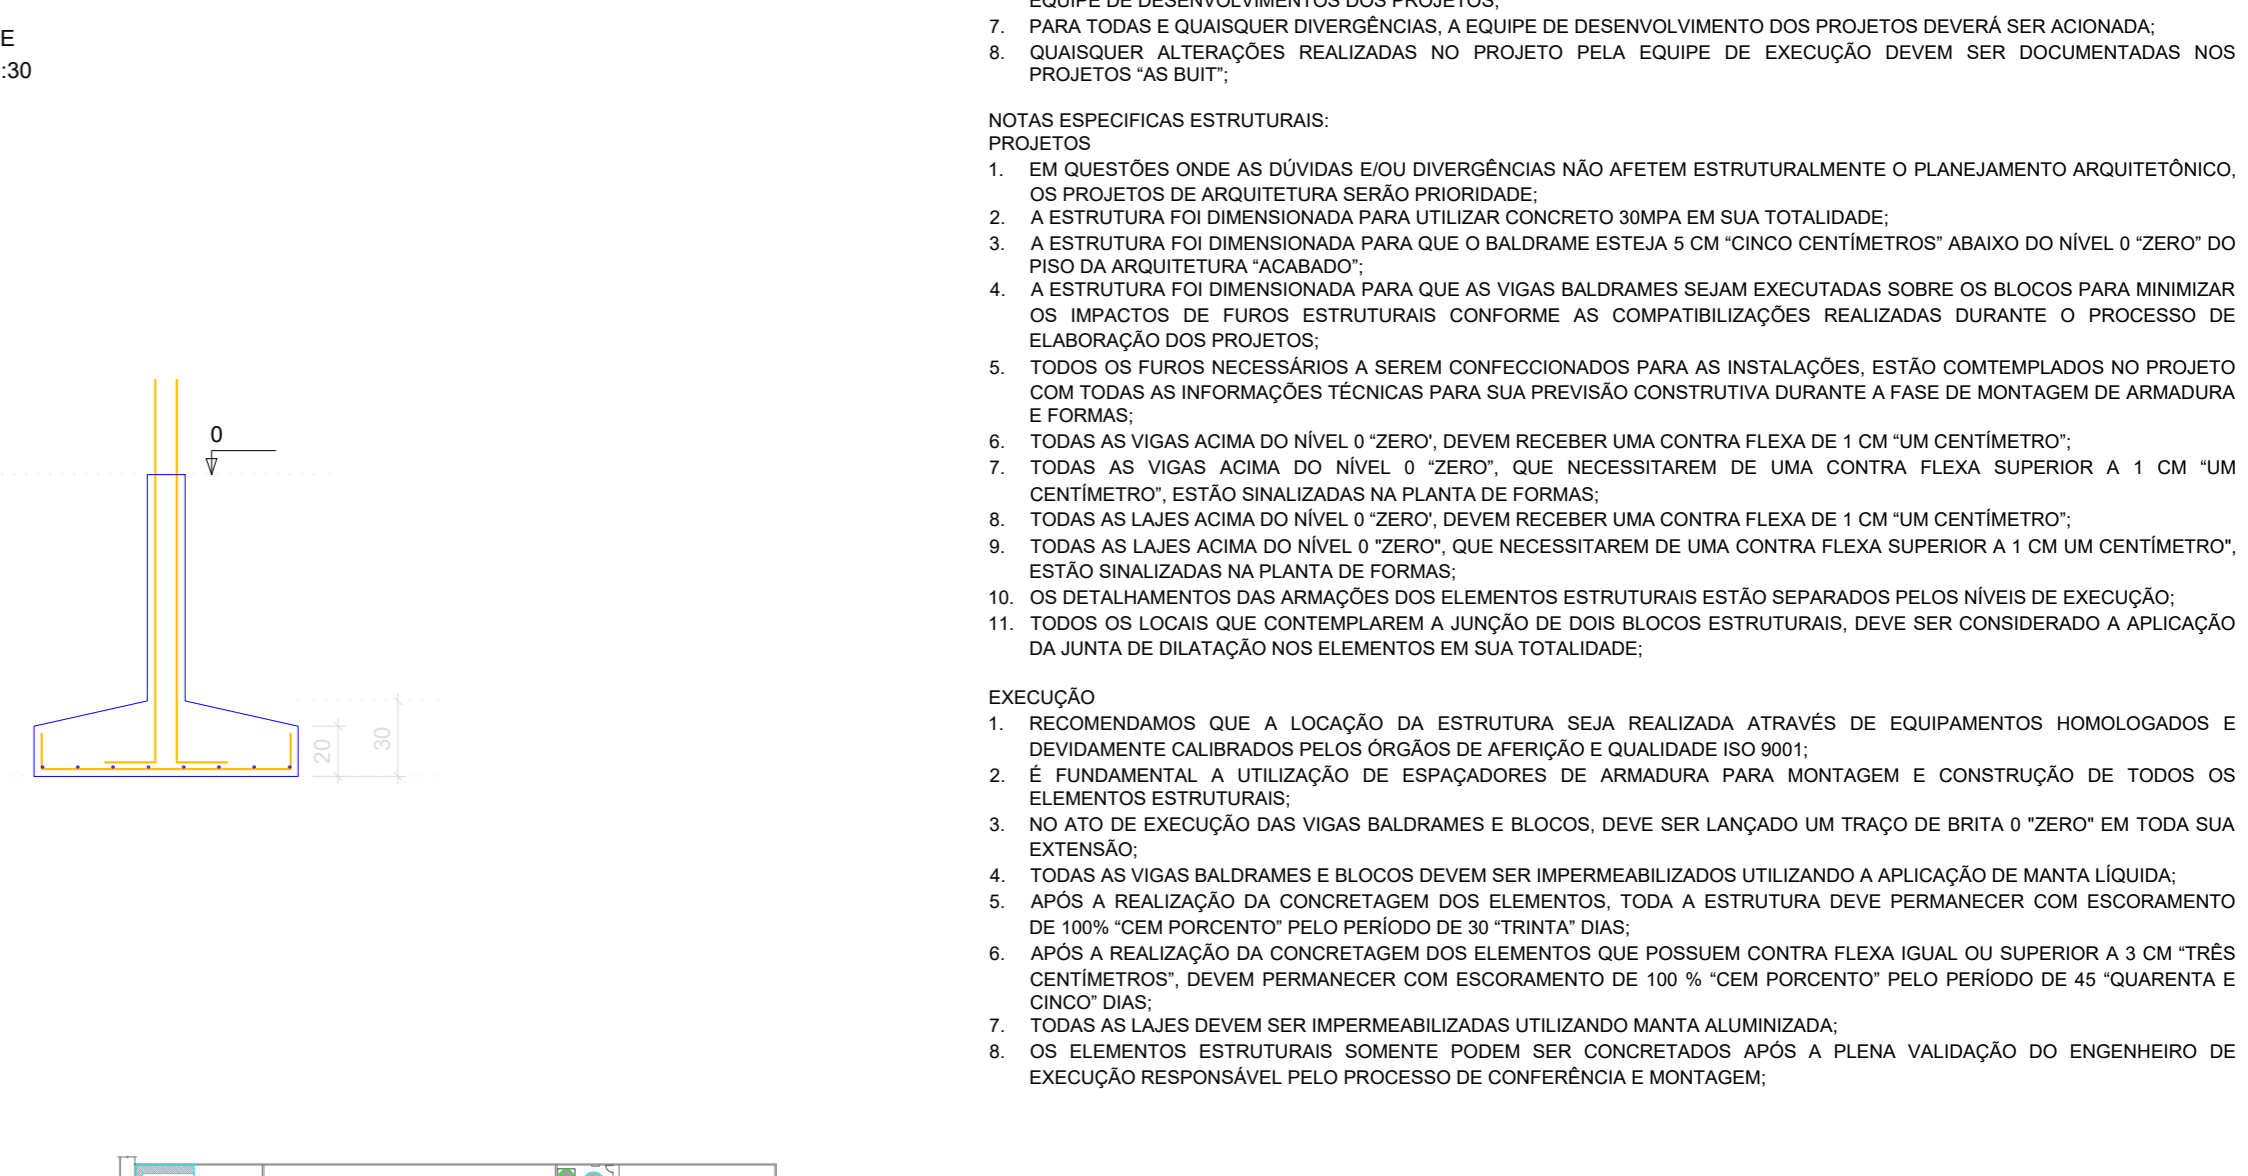 EQUIPE DE DESENVOLVIMENTOS DOS PROJETOS;
7. PARA TODAS E QUAISQUER DIVERGÊNCIAS, A EQUIPE DE DESENVOLVIMENTO DOS PROJETOS DEVERÁ SER ACIONADA;
8. QUAISQUER ALTERAÇÕES REALIZADAS NO PROJETO PELA EQUIPE DE EXECUÇÃO DEVEM SER DOCUMENTADAS NOS
PROJETOS “AS BUIT”;
E
:30
NOTAS ESPECIFICAS ESTRUTURAIS:
PROJETOS
1. EM QUESTÕES ONDE AS DÚVIDAS E/OU DIVERGÊNCIAS NÃO AFETEM ESTRUTURALMENTE O PLANEJAMENTO ARQUITETÔNICO,
OS PROJETOS DE ARQUITETURA SERÃO PRIORIDADE;
2. A ESTRUTURA FOI DIMENSIONADA PARA UTILIZAR CONCRETO 30MPA EM SUA TOTALIDADE;
3. A ESTRUTURA FOI DIMENSIONADA PARA QUE O BALDRAME ESTEJA 5 CM “CINCO CENTÍMETROS” ABAIXO DO NÍVEL 0 “ZERO” DO
PISO DA ARQUITETURA “ACABADO”;
4. A ESTRUTURA FOI DIMENSIONADA PARA QUE AS VIGAS BALDRAMES SEJAM EXECUTADAS SOBRE OS BLOCOS PARA MINIMIZAR
OS IMPACTOS DE FUROS ESTRUTURAIS CONFORME AS COMPATIBILIZAÇÕES REALIZADAS DURANTE O PROCESSO DE
ELABORAÇÃO DOS PROJETOS;
5. TODOS OS FUROS NECESSÁRIOS A SEREM CONFECCIONADOS PARA AS INSTALAÇÕES, ESTÃO COMTEMPLADOS NO PROJETO
COM TODAS AS INFORMAÇÕES TÉCNICAS PARA SUA PREVISÃO CONSTRUTIVA DURANTE A FASE DE MONTAGEM DE ARMADURA
E FORMAS;
6. TODAS AS VIGAS ACIMA DO NÍVEL 0 “ZERO', DEVEM RECEBER UMA CONTRA FLEXA DE 1 CM “UM CENTÍMETRO”;
7. TODAS AS VIGAS ACIMA DO NÍVEL 0 “ZERO”, QUE NECESSITAREM DE UMA CONTRA FLEXA SUPERIOR A 1 CM “UM
CENTÍMETRO”, ESTÃO SINALIZADAS NA PLANTA DE FORMAS;
8. TODAS AS LAJES ACIMA DO NÍVEL 0 “ZERO', DEVEM RECEBER UMA CONTRA FLEXA DE 1 CM “UM CENTÍMETRO”;
9. TODAS AS LAJES ACIMA DO NÍVEL 0 "ZERO", QUE NECESSITAREM DE UMA CONTRA FLEXA SUPERIOR A 1 CM UM CENTÍMETRO",
ESTÃO SINALIZADAS NA PLANTA DE FORMAS;
10. OS DETALHAMENTOS DAS ARMAÇÕES DOS ELEMENTOS ESTRUTURAIS ESTÃO SEPARADOS PELOS NÍVEIS DE EXECUÇÃO;
11. TODOS OS LOCAIS QUE CONTEMPLAREM A JUNÇÃO DE DOIS BLOCOS ESTRUTURAIS, DEVE SER CONSIDERADO A APLICAÇÃO
DA JUNTA DE DILATAÇÃO NOS ELEMENTOS EM SUA TOTALIDADE;
0
20
30
EXECUÇÃO
1. RECOMENDAMOS QUE A LOCAÇÃO DA ESTRUTURA SEJA REALIZADA ATRAVÉS DE EQUIPAMENTOS HOMOLOGADOS E
DEVIDAMENTE CALIBRADOS PELOS ÓRGÃOS DE AFERIÇÃO E QUALIDADE ISO 9001;
2. É FUNDAMENTAL A UTILIZAÇÃO DE ESPAÇADORES DE ARMADURA PARA MONTAGEM E CONSTRUÇÃO DE TODOS OS
ELEMENTOS ESTRUTURAIS;
3. NO ATO DE EXECUÇÃO DAS VIGAS BALDRAMES E BLOCOS, DEVE SER LANÇADO UM TRAÇO DE BRITA 0 "ZERO" EM TODA SUA
EXTENSÃO;
4. TODAS AS VIGAS BALDRAMES E BLOCOS DEVEM SER IMPERMEABILIZADOS UTILIZANDO A APLICAÇÃO DE MANTA LÍQUIDA;
5. APÓS A REALIZAÇÃO DA CONCRETAGEM DOS ELEMENTOS, TODA A ESTRUTURA DEVE PERMANECER COM ESCORAMENTO
DE 100% “CEM PORCENTO” PELO PERÍODO DE 30 “TRINTA” DIAS;
6. APÓS A REALIZAÇÃO DA CONCRETAGEM DOS ELEMENTOS QUE POSSUEM CONTRA FLEXA IGUAL OU SUPERIOR A 3 CM “TRÊS
CENTÍMETROS”, DEVEM PERMANECER COM ESCORAMENTO DE 100 % “CEM PORCENTO” PELO PERÍODO DE 45 “QUARENTA E
CINCO” DIAS;
7. TODAS AS LAJES DEVEM SER IMPERMEABILIZADAS UTILIZANDO MANTA ALUMINIZADA;
8. OS ELEMENTOS ESTRUTURAIS SOMENTE PODEM SER CONCRETADOS APÓS A PLENA VALIDAÇÃO DO ENGENHEIRO DE
EXECUÇÃO RESPONSÁVEL PELO PROCESSO DE CONFERÊNCIA E MONTAGEM;